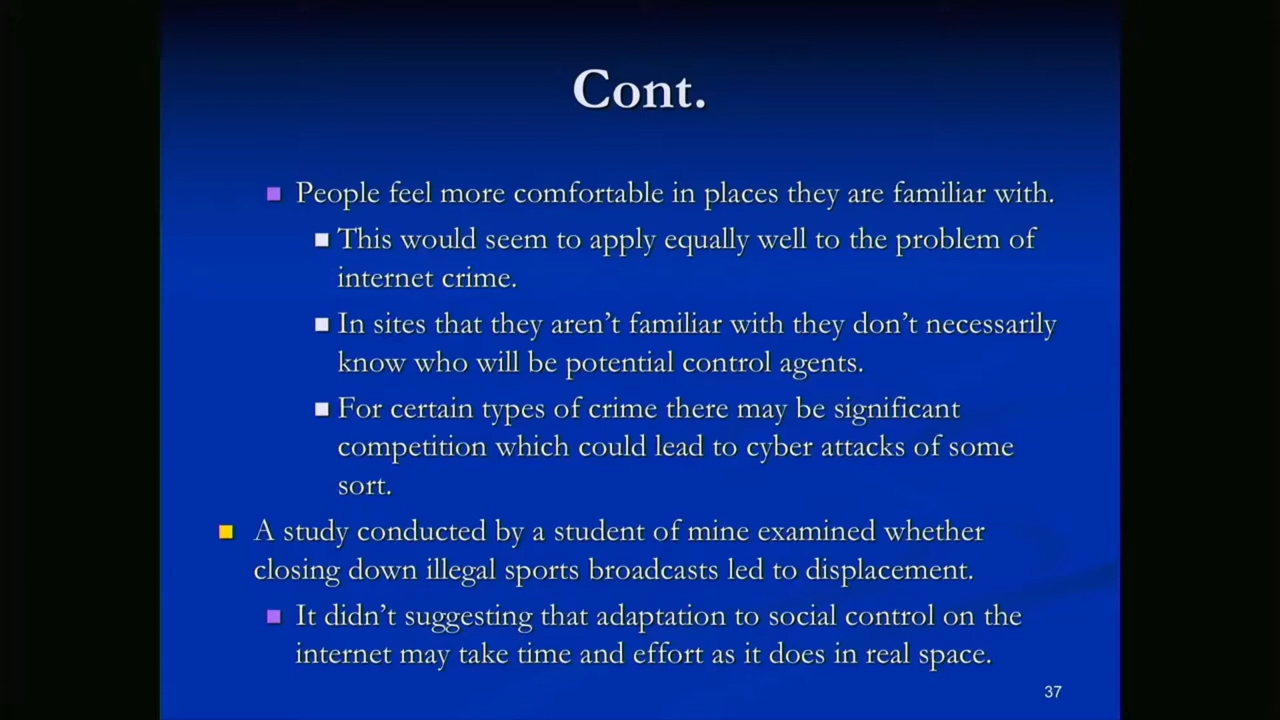 Cont.
People feel more comfortable in places they are familiar with.
This would seem to apply equally well to the problem of
internet crime.
In sites that they aren’t familiar with they don’t necessarily
know who will be potential control agents.
For certain types of crime there may be significant
competition which could lead to cyber attacks of some
sort.
A study conducted by a student of mine examined whether
closing down illegal sports broadcasts led to displacement.
It didn’t suggesting that adaptation to social control on the
internet may take time and effort as it does in real space.
37